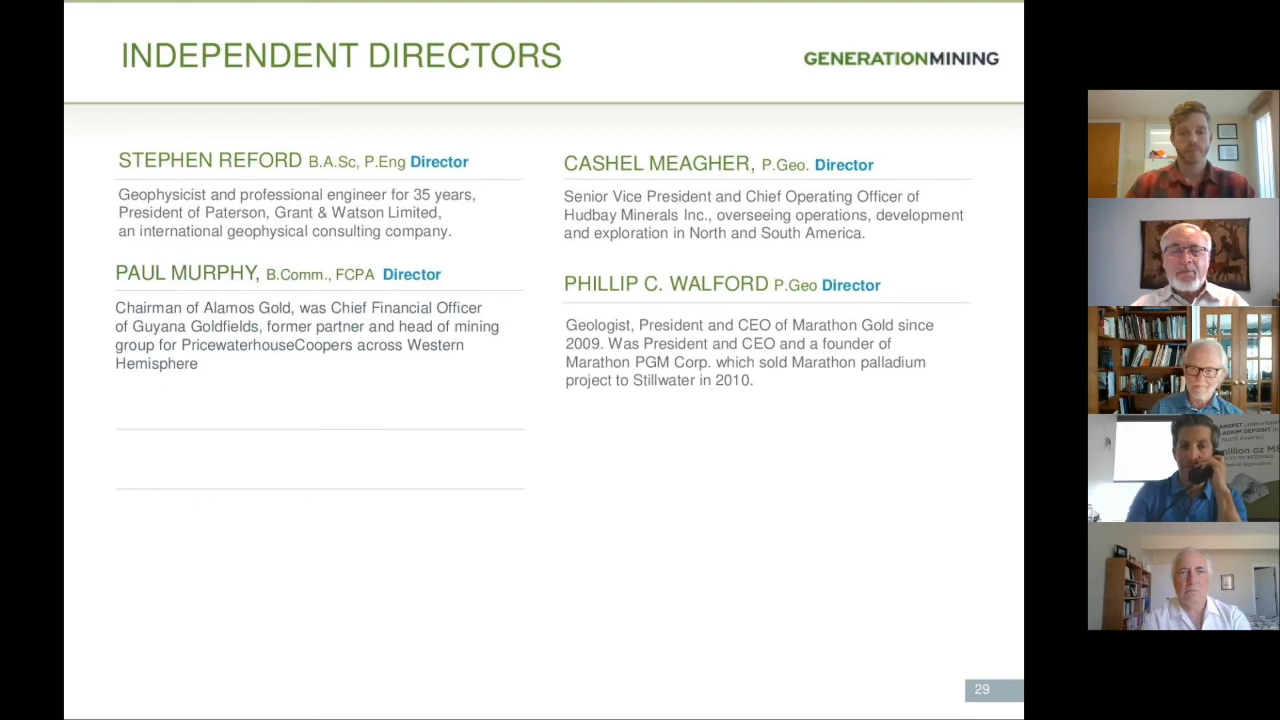 INDEPENDENT DIRECTORS
GENERATIONMINING
STEPHEN REFORD B.A.Sc, P.Eng Director
Geophysicist and professional engineer for 35 years,
President of Paterson, Grant & Watson Limited,
an international geophysical consulting company.
PAUL MURPHY, B.Comm., FCPA Director
Chairman of Alamos Gold, was Chief Financial Officer
of Guyana Goldfields, former partner and head of mining
group for PricewaterhouseCoopers across Western
Hemisphere
CASHEL MEAGHER, P.Geo. Director
Senior Vice President and Chief Operating Officer of
Hudbay Minerals Inc., overseeing operations, development
and exploration in North and South America.
PHILLIP C. WALFORD P.Geo Director
Geologist, President and CEO of Marathon Gold since
2009. Was President and CEO and a founder of
Marathon PGM Corp. which sold Marathon palladium
project to Stillwater in 2010.
29
DEPOSIT
North America